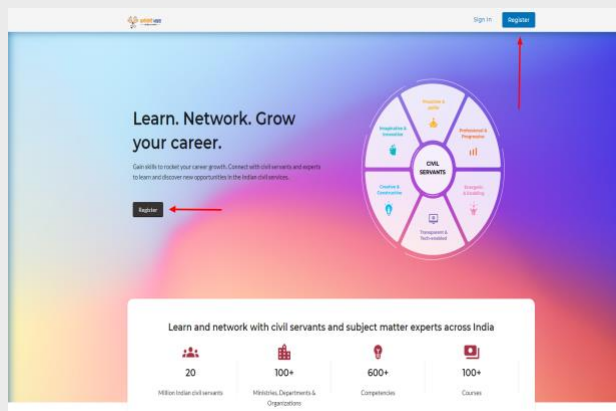 Sign In
Register
Learn. Network. Grow
your career.
Gain skills to rocket your career growth. Connect with civil servants and experts
to learn and discover new opportunities in the Indian civil services.
Register
Imaginative &
Innovative
Professional &
Progressive
CIVIL
SERVANTS
Creative &
Constructive
Energetic
& Enabling
Transparent &
Tech-enabled
Learn and network with civil servants and subject matter experts across India
20
100+
600+
100+
Million Indian civil servants
Ministries, Departments &
Organizations
Competencies
Courses